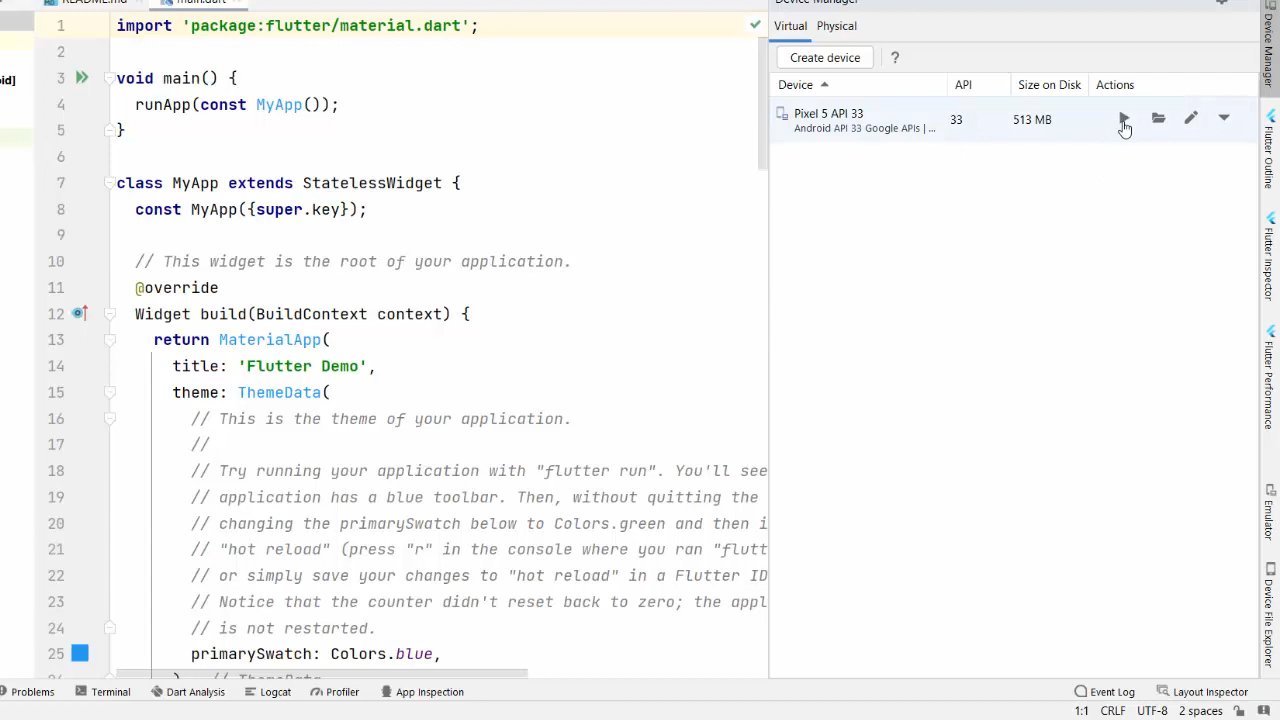 README.md
main.dart
Device Manager
Virtual
Physical
oid]
1 import 'package:flutter/material.dart';
2
3 void main() {
4 runApp(const MyApp());
5 }
6
7 class MyApp extends StatelessWidget {
8 const MyApp({super.key});
9
10 // This widget is the root of your application.
11 @override
12 Widget build(BuildContext context) {
13 return MaterialApp(
14 title: 'Flutter Demo',
15 theme: ThemeData(
16 // This is the theme of your application.
17 //
18 // Try running your application with "flutter run". You'll see
19 // application has a blue toolbar. Then, without quitting the
20 // changing the primarySwatch below to Colors.green and then i
21 // "hot reload" (press "r" in the console where you ran "flutt
22 // or simply save your changes to "hot reload" in a Flutter ID
23 // Notice that the counter didn't reset back to zero; the appl
24 // is not restarted.
25 primarySwatch: Colors.blue,
Create device
?
Device
API
Size on Disk
Actions
Pixel 5 API 33
Android API 33 Google APIs | ...
33
513 MB
Device Manager
Flutter Outline
Flutter Inspector
Flutter Performance
Emulator
Device File Explorer
Problems
Terminal
Dart Analysis
Logcat
Profiler
App Inspection
Event Log
Layout Inspector
1:1
CRLF
UTF-8
2 spaces